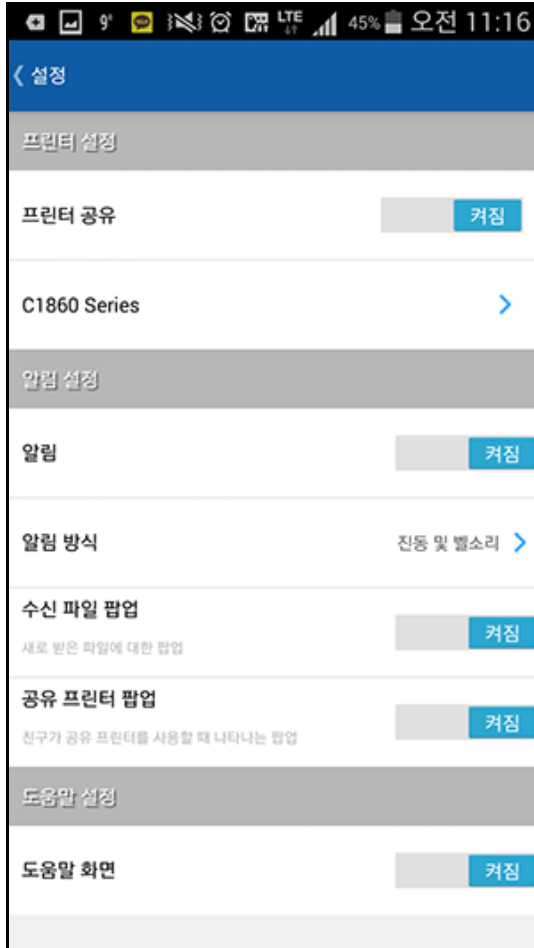 9° LTE 45% 오전 11:16
설정
프린터 설정
프린터 공유 켜짐
C1860 Series
알림 설정
알림 켜짐
알림 방식 진동 및 벨소리
수신 파일 팝업 켜짐
새로 받은 파일에 대한 팝업
공유 프린터 팝업 켜짐
친구가 공유 프린터를 사용할 때 나타나는 팝업
도움말 설정
도움말 화면 켜짐